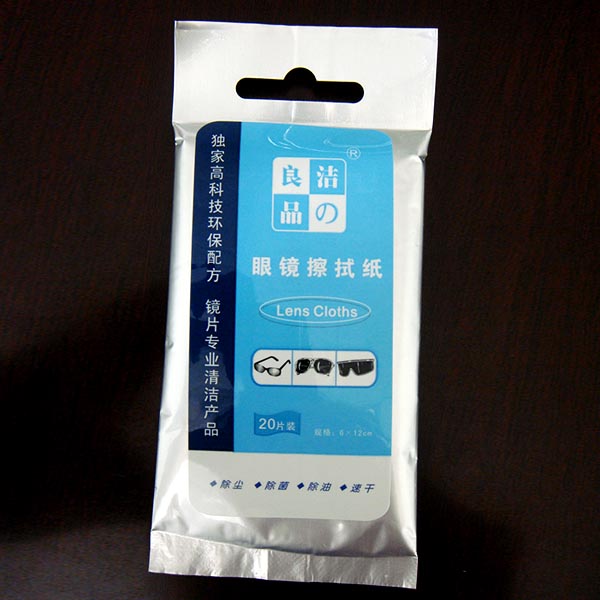 独家高科技环保配方 镜片专业清洁产品
良洁
品の
®
眼镜擦拭纸
Lens Cloths
20片装
规格：6×12cm
◆除尘 ◆除菌 ◆除油 ◆速干